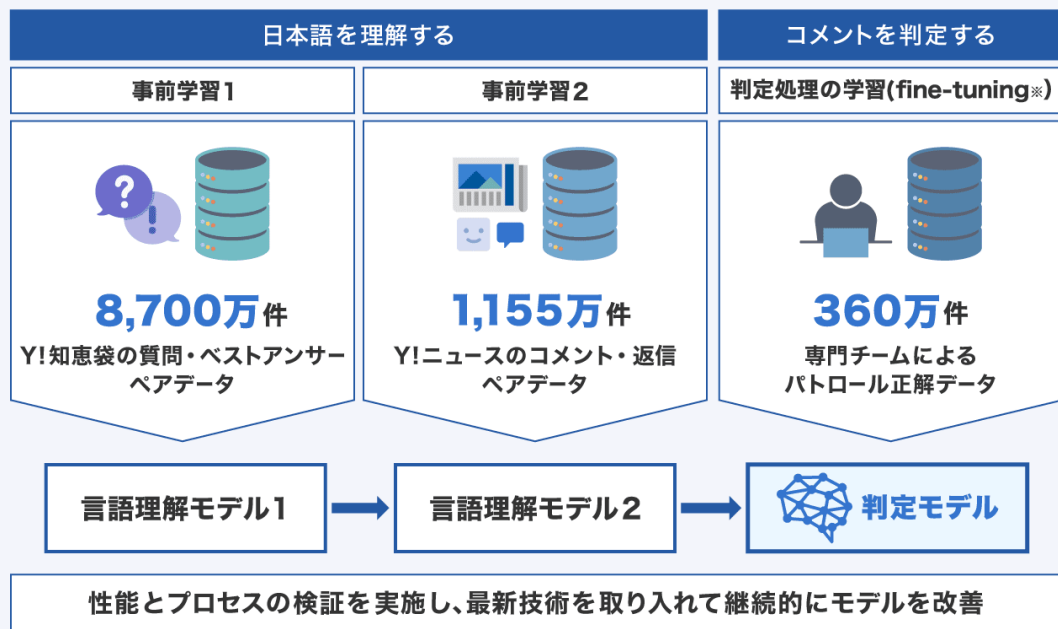 日本語を理解する
コメントを判定する
事前学習1
事前学習2
判定処理の学習(fine-tuning※)
8,700万件
Y!知恵袋の質問・ベストアンサー
ペアデータ
1,155万件
Y!ニュースのコメント・返信
ペアデータ
360万件
専門チームによる
パトロール正解データ
言語理解モデル1
言語理解モデル2
判定モデル
性能とプロセスの検証を実施し、最新技術を取り入れて継続的にモデルを改善